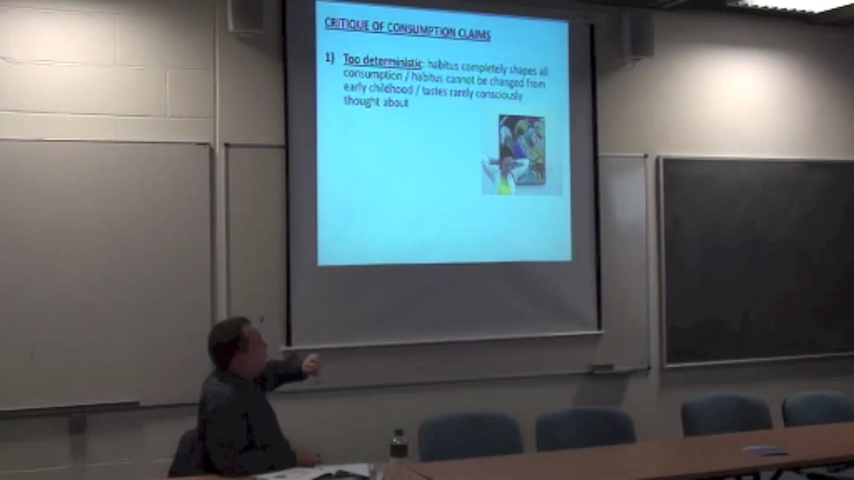 CRITIQUE OF CONSUMPTION CLAIMS
1) Too deterministic: habitus completely shapes all
consumption / habitus cannot be changed from
early childhood / tastes rarely consciously
thought about